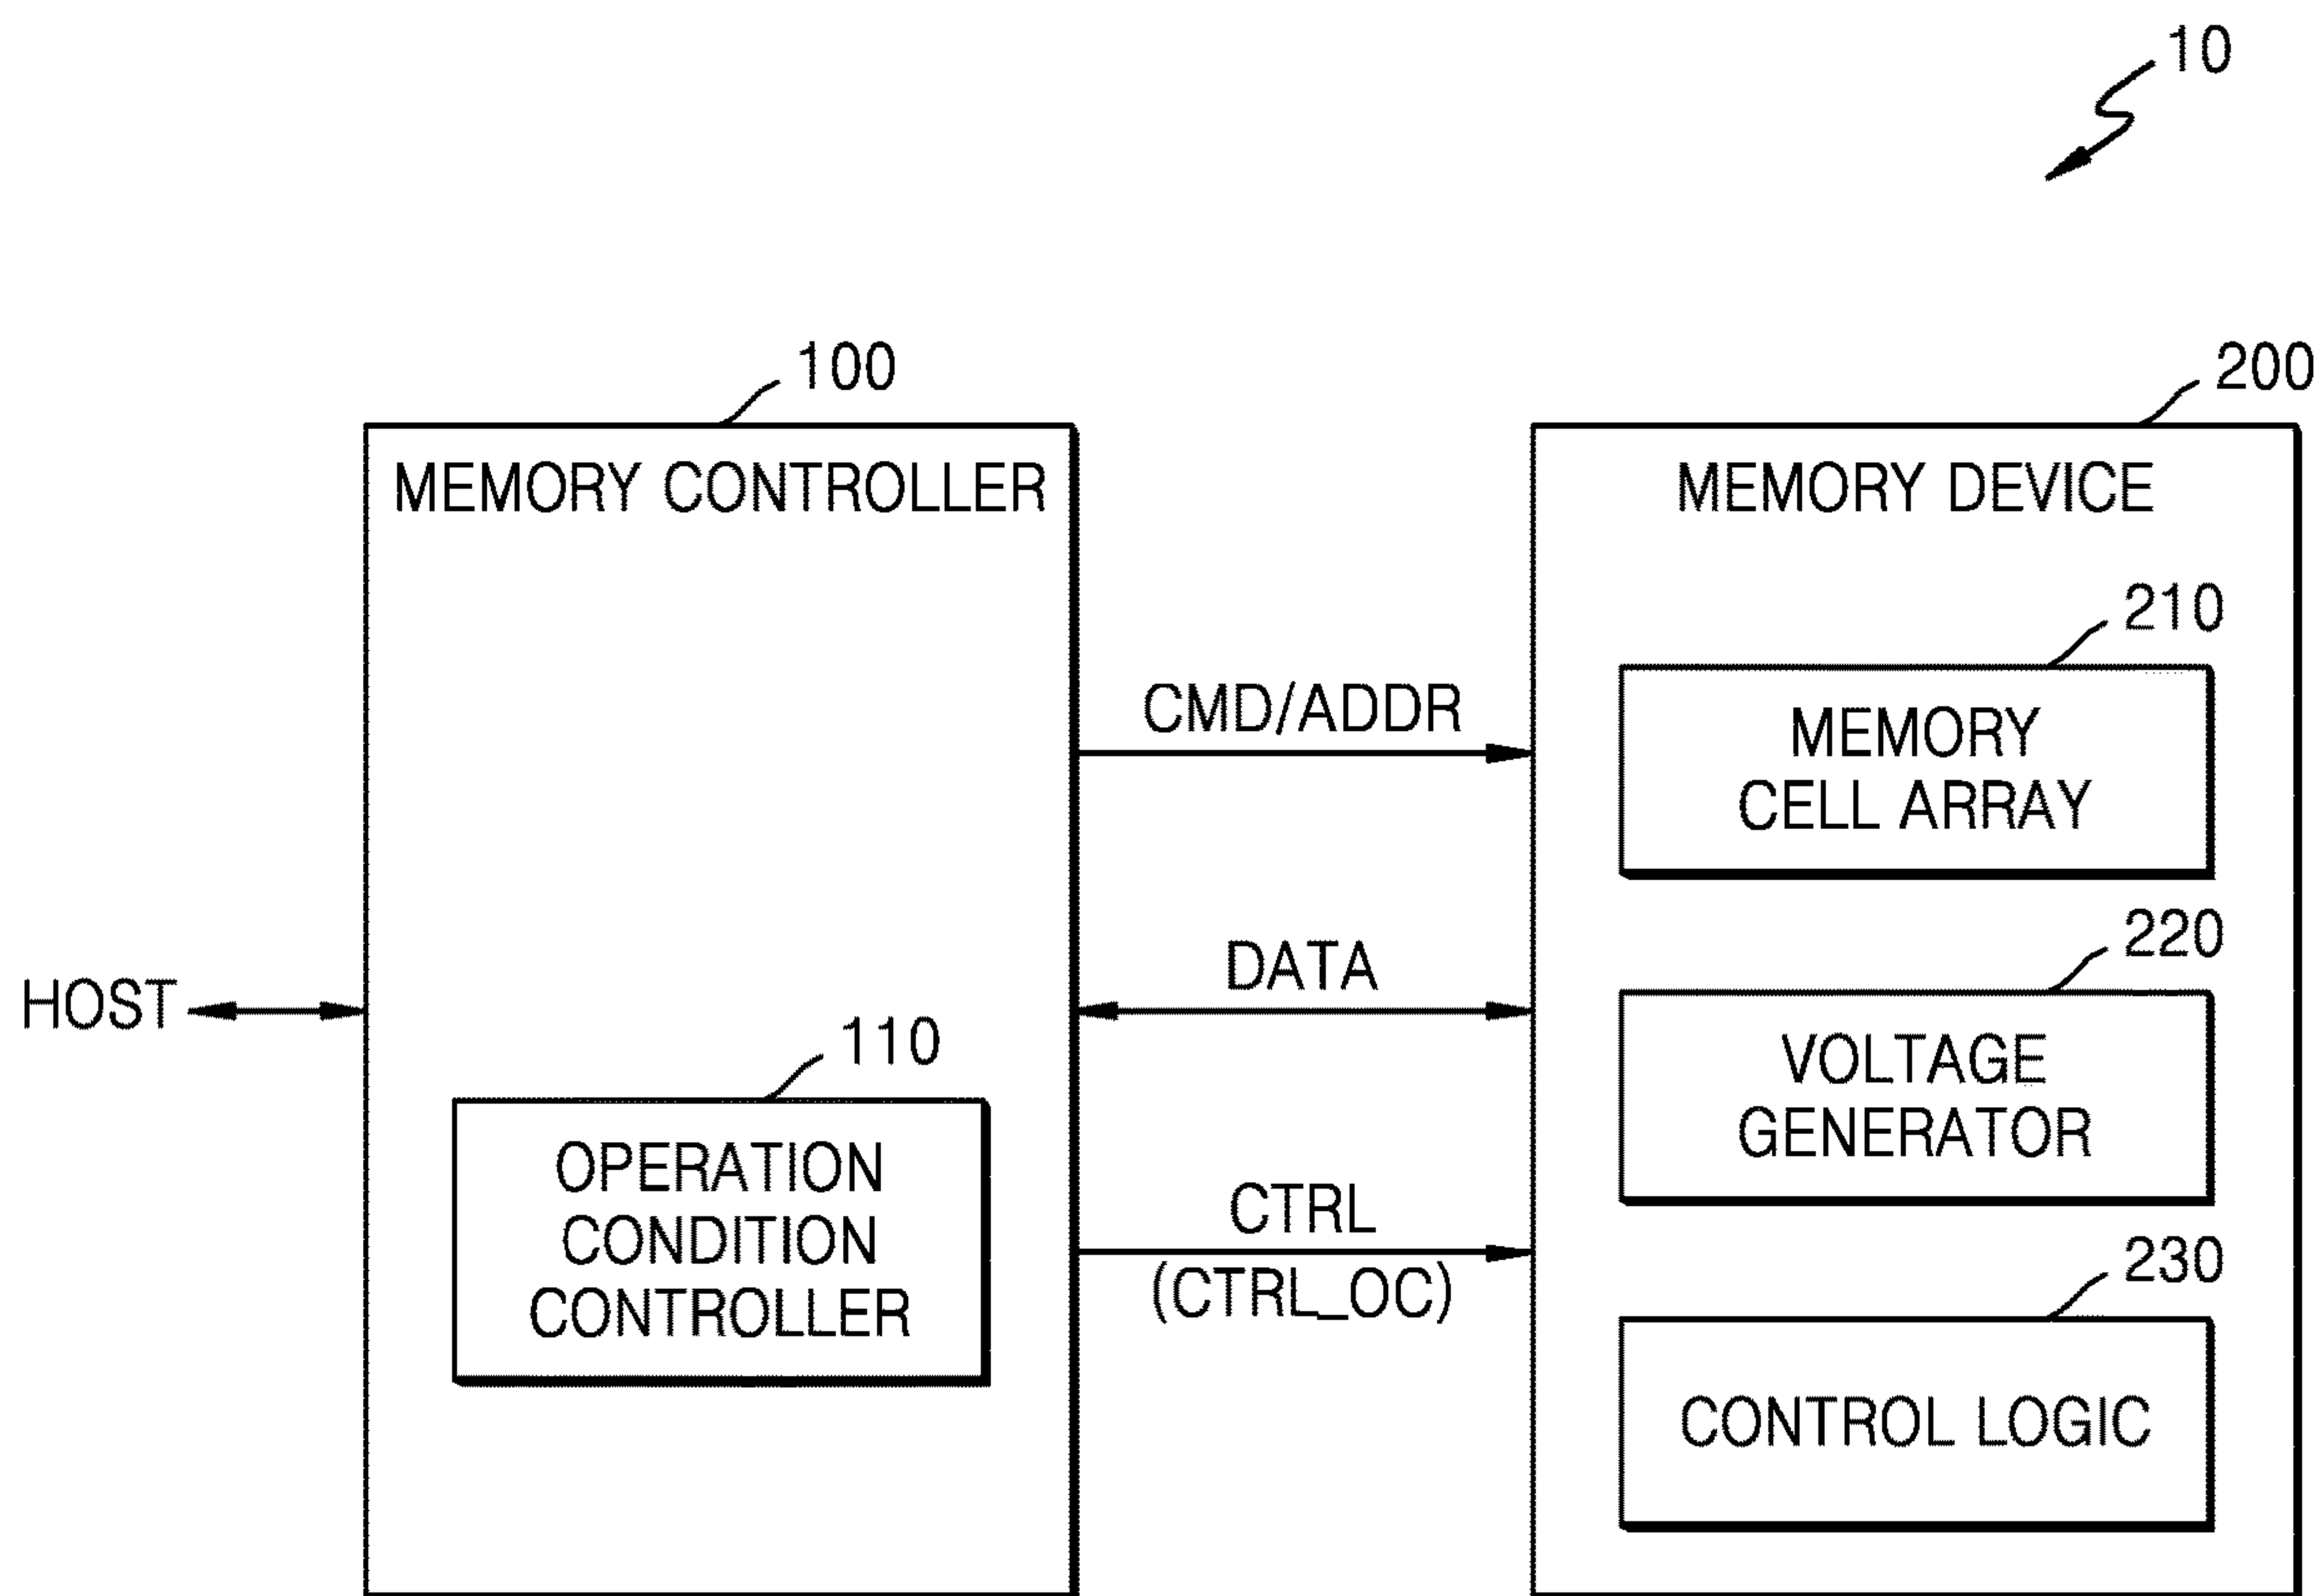 10
100
200
MEMORY CONTROLLER
MEMORY DEVICE
210
CMD/ADDR
MEMORY
CELL ARRAY
220
DATA
HOST
110
VOLTAGE
GENERATOR
OPERATION
CONDITION
CONTROLLER
CTRL
(CTRL_OC)
230
CONTROL LOGIC